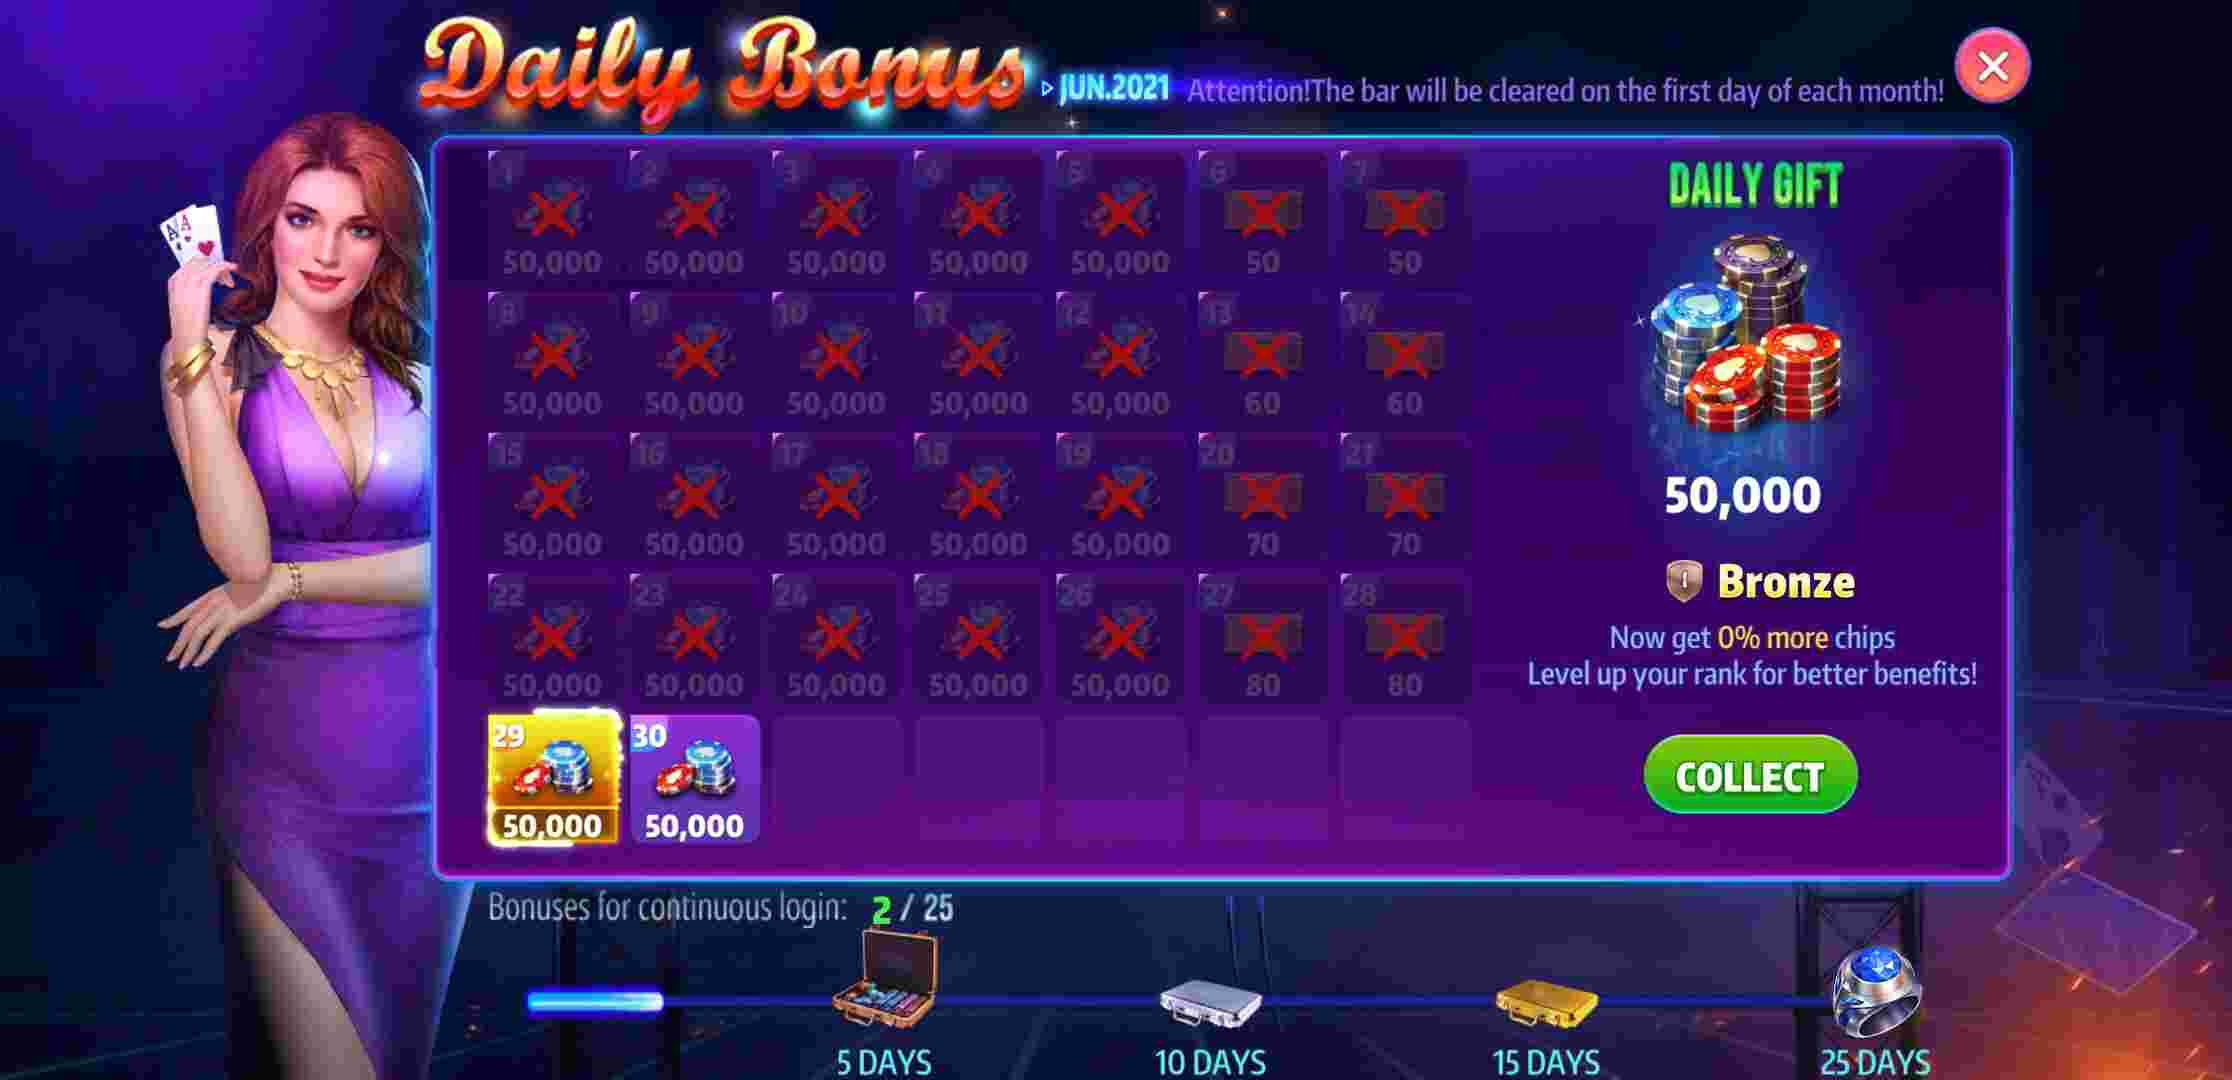 Daily Bonus
JUN.2021 Attention!The bar will be cleared on the first day of each month!
1 2 3 4 5 6 7
50,000 50,000 50,000 50,000 50,000 50 50
8 9 10 11 12 13 14
50,000 50,000 50,000 50,000 50,000 60 60
15 16 17 18 19 20 21
50,000 50,000 50,000 50,000 50,000 70 70
22 23 24 25 26 27 28
50,000 50,000 50,000 50,000 50,000 80 80
29 30
50,000 50,000
DAILY GIFT
50,000
Bronze
Now get 0% more chips
Level up your rank for better benefits!
COLLECT
Bonuses for continuous login: 2 / 25
5 DAYS 10 DAYS 15 DAYS 25 DAYS
A A